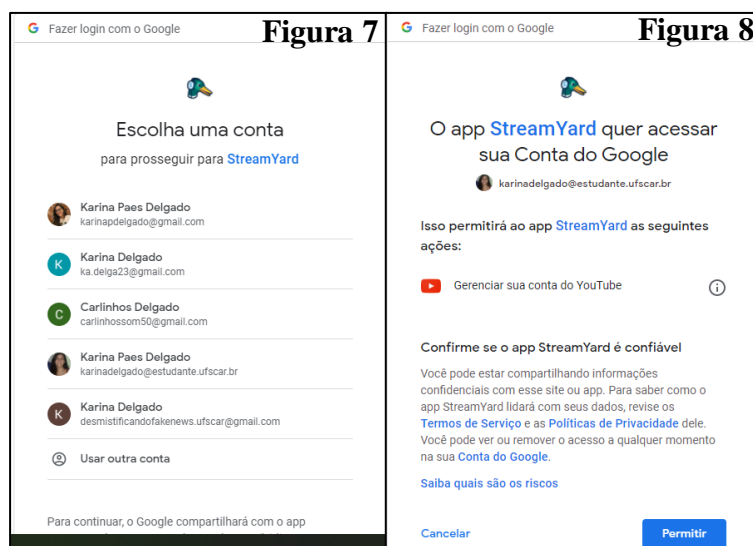 Fazer login com o Google
Figura 7
Escolha uma conta
para prosseguir para StreamYard
Karina Paes Delgado
karinapdelgado@gmail.com
K
Karina Delgado
ka.delga23@gmail.com
C
Carlinhos Delgado
carlinhossom50@gmail.com
Karina Paes Delgado
karinadelgado@estudante.ufscar.br
K
Karina Delgado
desmistificandofakenews.ufscar@gmail.com
Usar outra conta
Para continuar, o Google compartilhará com o app
Fazer login com o Google
Figura 8
O app StreamYard quer acessar
sua Conta do Google
karinadelgado@estudante.ufscar.br
Isso permitirá ao app StreamYard as seguintes
ações:
Gerenciar sua conta do YouTube
Confirme se o app StreamYard é confiável
Você pode estar compartilhando informações
confidenciais com esse site ou app. Para saber como o
app StreamYard lidará com seus dados, revise os
Termos de Serviço e as Políticas de Privacidade dele.
Você pode ver ou remover o acesso a qualquer momento
na sua Conta do Google.
Saiba quais são os riscos
Cancelar
Permitir